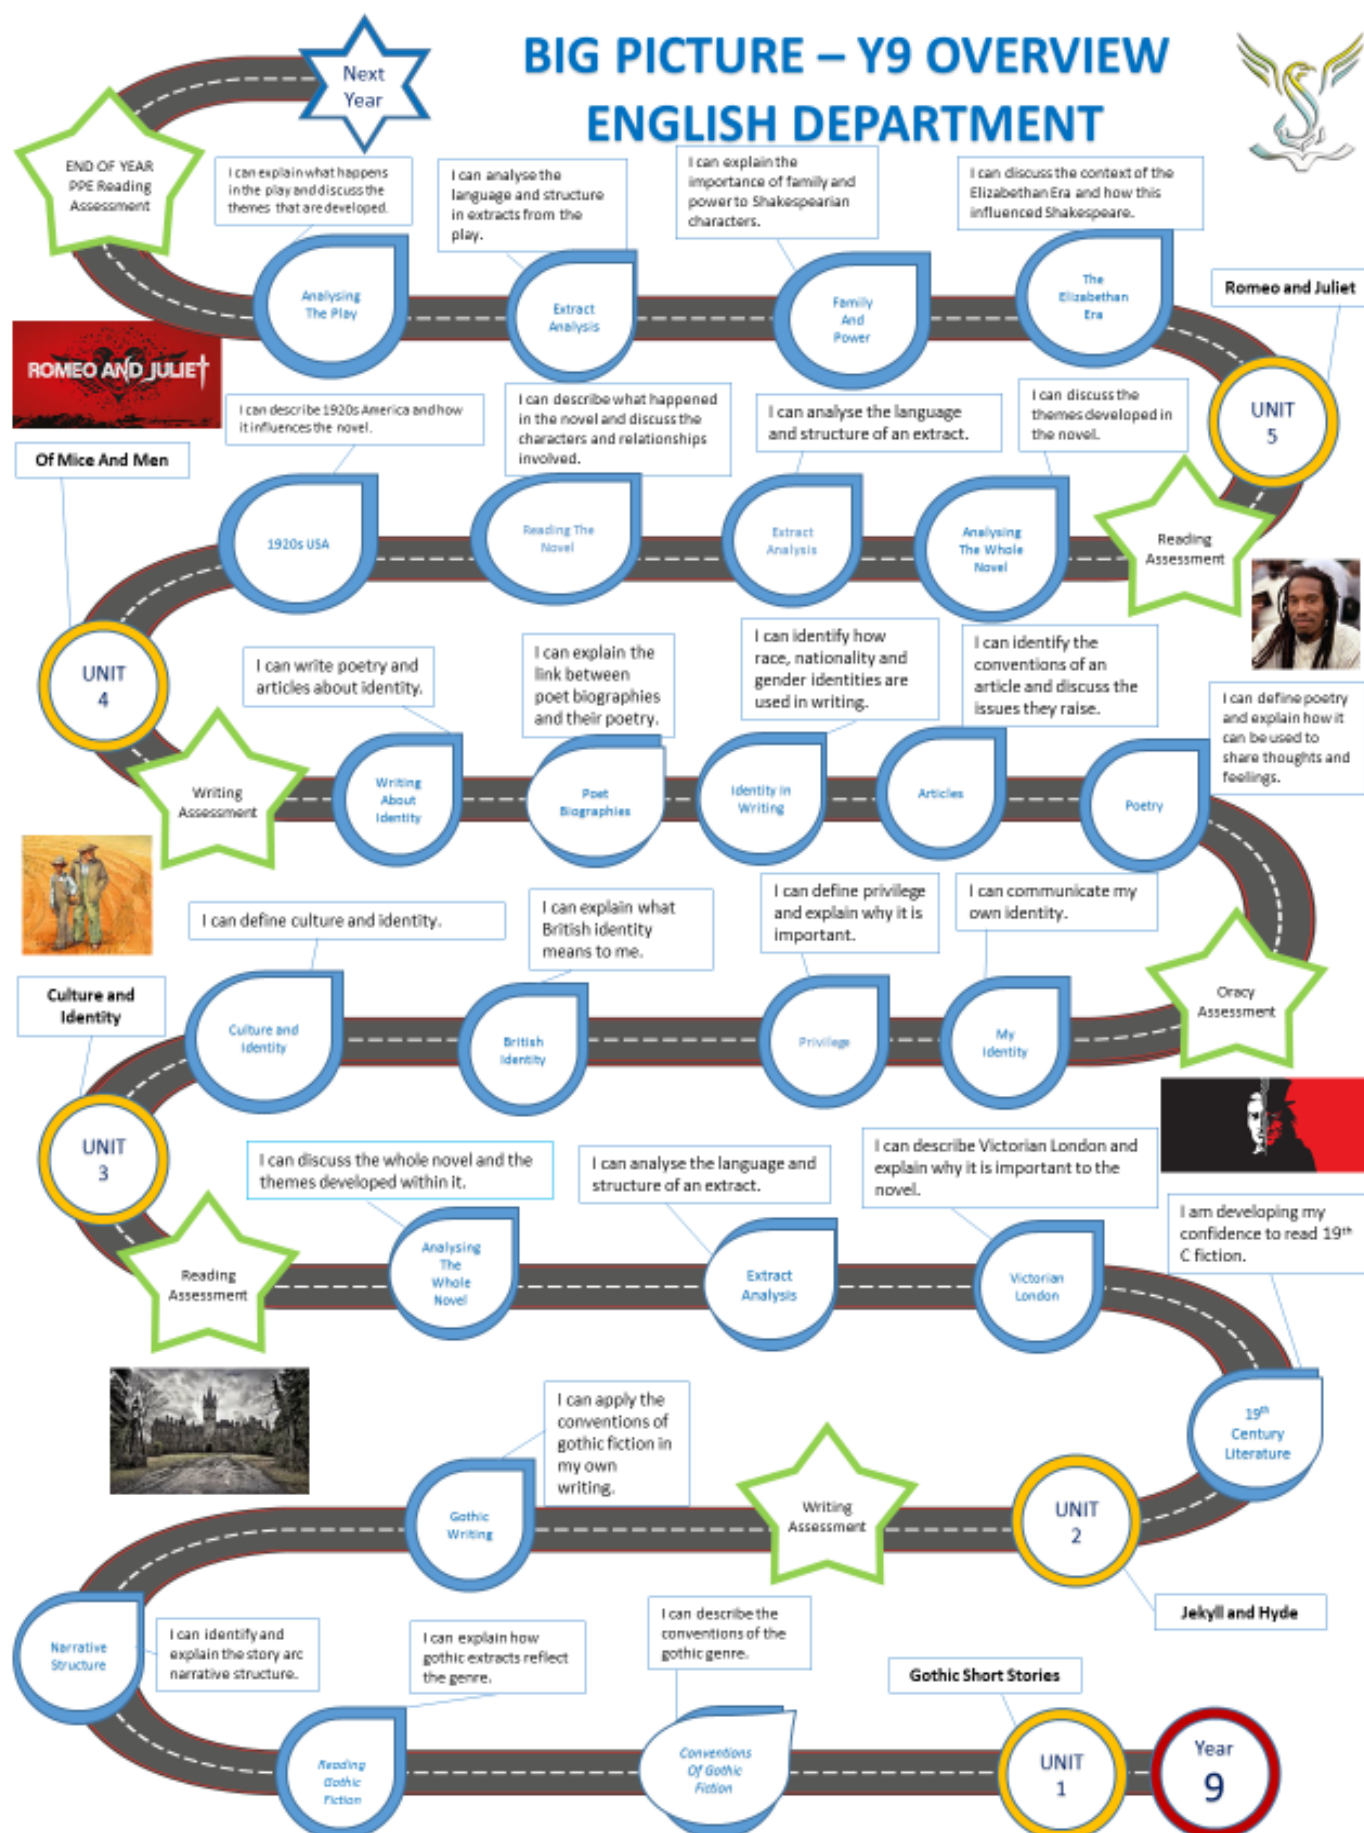 BIG PICTURE – Y9 OVERVIEW
ENGLISH DEPARTMENT
Next
Year
END OF YEAR
PPE Reading
Assessment
I can explain what happens
in the play and discuss the
themes that are developed.
I can analyse the
language and structure
in extracts from the
play.
I can explain the
importance of family and
power to Shakespearian
characters.
I can discuss the context of the
Elizabethan Era and how this
influenced Shakespeare.
Analysing
The Play
Extract
Analysis
Family
And
Power
The
Elizabethan
Era
Romeo and Juliet
ROMEO AND JULIET
UNIT
5
Of Mice And Men
I can describe 1920s America and how
it influences the novel.
I can describe what happened
in the novel and discuss the
characters and relationships
involved.
I can analyse the language
and structure of an extract.
I can discuss the
themes developed in
the novel.
1920s USA
Reading The
Novel
Extract
Analysis
Analysing
The Whole
Novel
Reading
Assessment
UNIT
4
I can write poetry and
articles about identity.
I can explain the
link between
poet biographies
and their poetry.
I can identify how
race, nationality and
gender identities are
used in writing.
I can identify the
conventions of an
article and discuss the
issues they raise.
I can define poetry
and explain how it
can be used to
share thoughts and
feelings.
Writing
Assessment
Writing
About
Identity
Poet
Biographies
Identity In
Writing
Articles
Poetry
I can define culture and identity.
I can explain what
British identity
means to me.
I can define privilege
and explain why it is
important.
I can communicate my
own identity.
Culture and
Identity
Culture and
Identity
British
Identity
Privilege
My
Identity
Oracy
Assessment
UNIT
3
I can discuss the whole novel and the
themes developed within it.
I can analyse the language and
structure of an extract.
I can describe Victorian London and
explain why it is important to the
novel.
I am developing my
confidence to read 19th
C fiction.
Reading
Assessment
Analysing
The
Whole
Novel
Extract
Analysis
Victorian
London
19th
Century
Literature
I can apply the
conventions of
gothic fiction in
my own
writing.
Gothic
Writing
Writing
Assessment
UNIT
2
Jekyll and Hyde
Narrative
Structure
I can identify and
explain the story arc
narrative structure.
I can explain how
gothic extracts reflect
the genre.
I can describe the
conventions of the
gothic genre.
Gothic Short Stories
Reading
Gothic
Fiction
Conventions
Of Gothic
Fiction
UNIT
1
Year
9